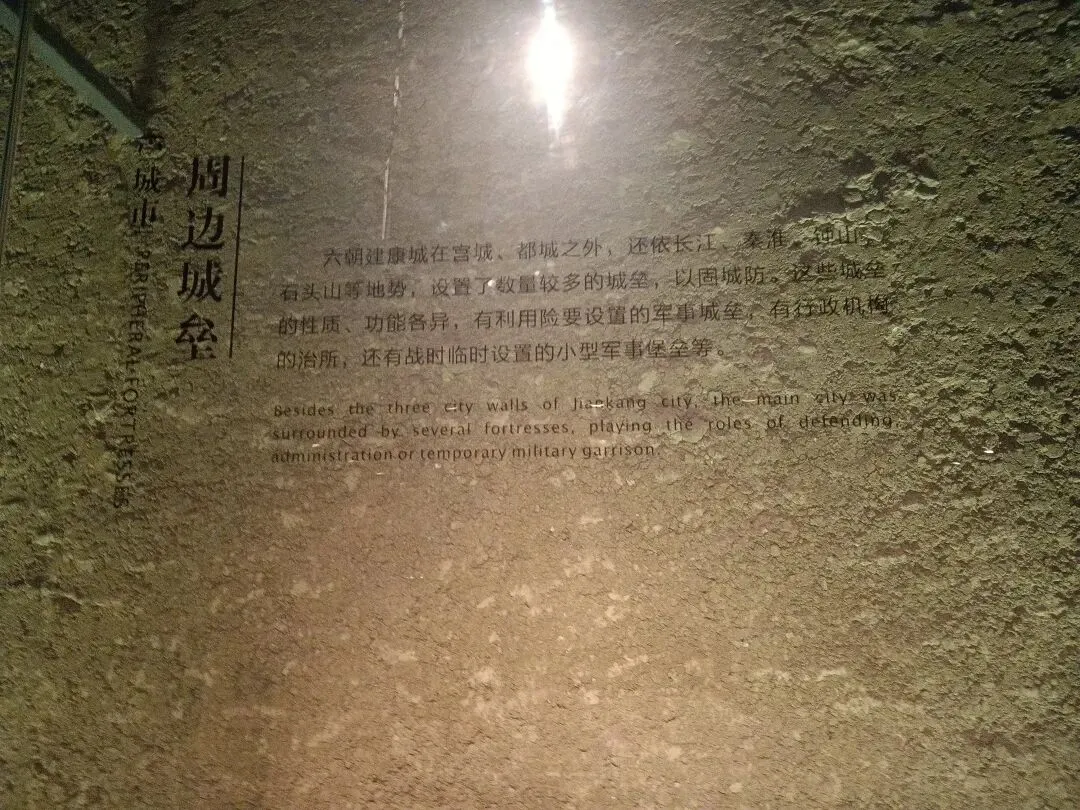 周边城垒
城市
PERIPHERAL FORTRESSES
六朝建康城在宫城、都城之外，还依长江、秦淮、钟山、
石头山等地势，设置了数量较多的城垒，以固城防。这些城垒
的性质、功能各异，有利用险要设置的军事城垒，有行政机构
的治所，还有战时临时设置的小型军事堡垒等。
Besides the three city walls of Jiankang city, the main city was
surrounded by several fortresses, playing the roles of defending,
administration or temporary military garrison.